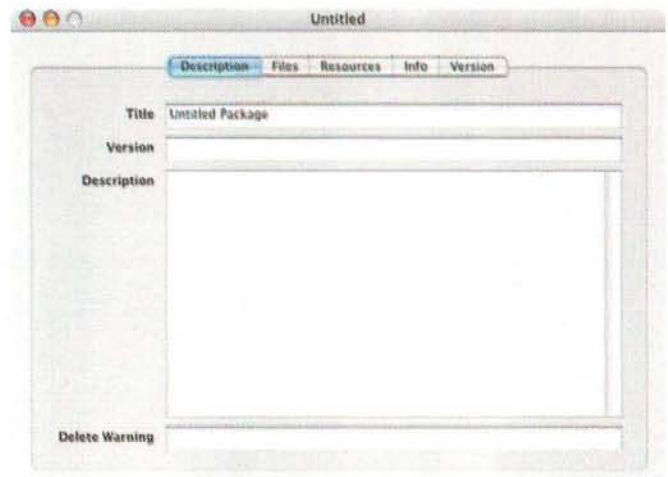 Untitled
Description Files Resources Info Version
Title Untitled Package
Version
Description
Delete Warning